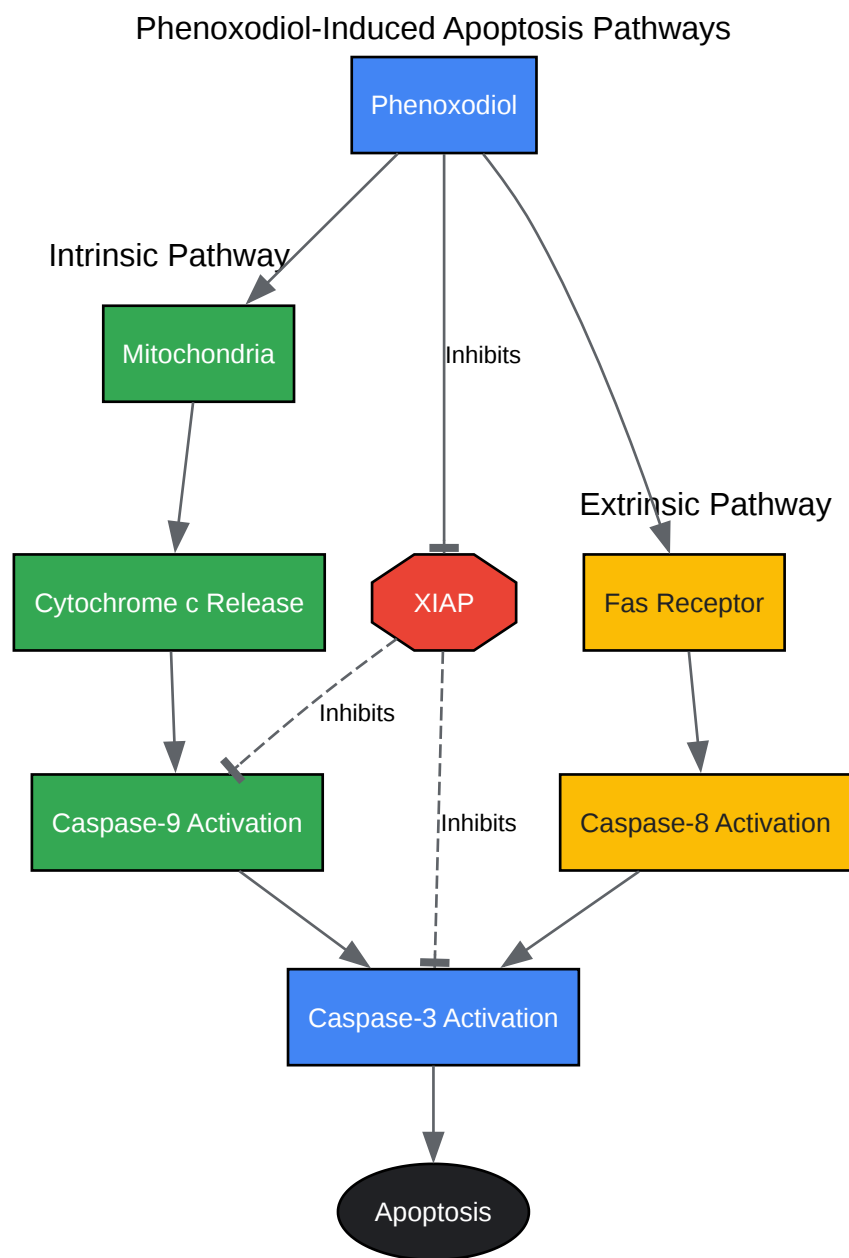 Phenoxodiol-Induced Apoptosis Pathways
Phenoxodiol
Intrinsic Pathway
Mitochondria
Inhibits
Extrinsic Pathway
Cytochrome c Release
XIAP
Fas Receptor
Inhibits
Caspase-9 Activation
Inhibits
Caspase-8 Activation
Caspase-3 Activation
Apoptosis